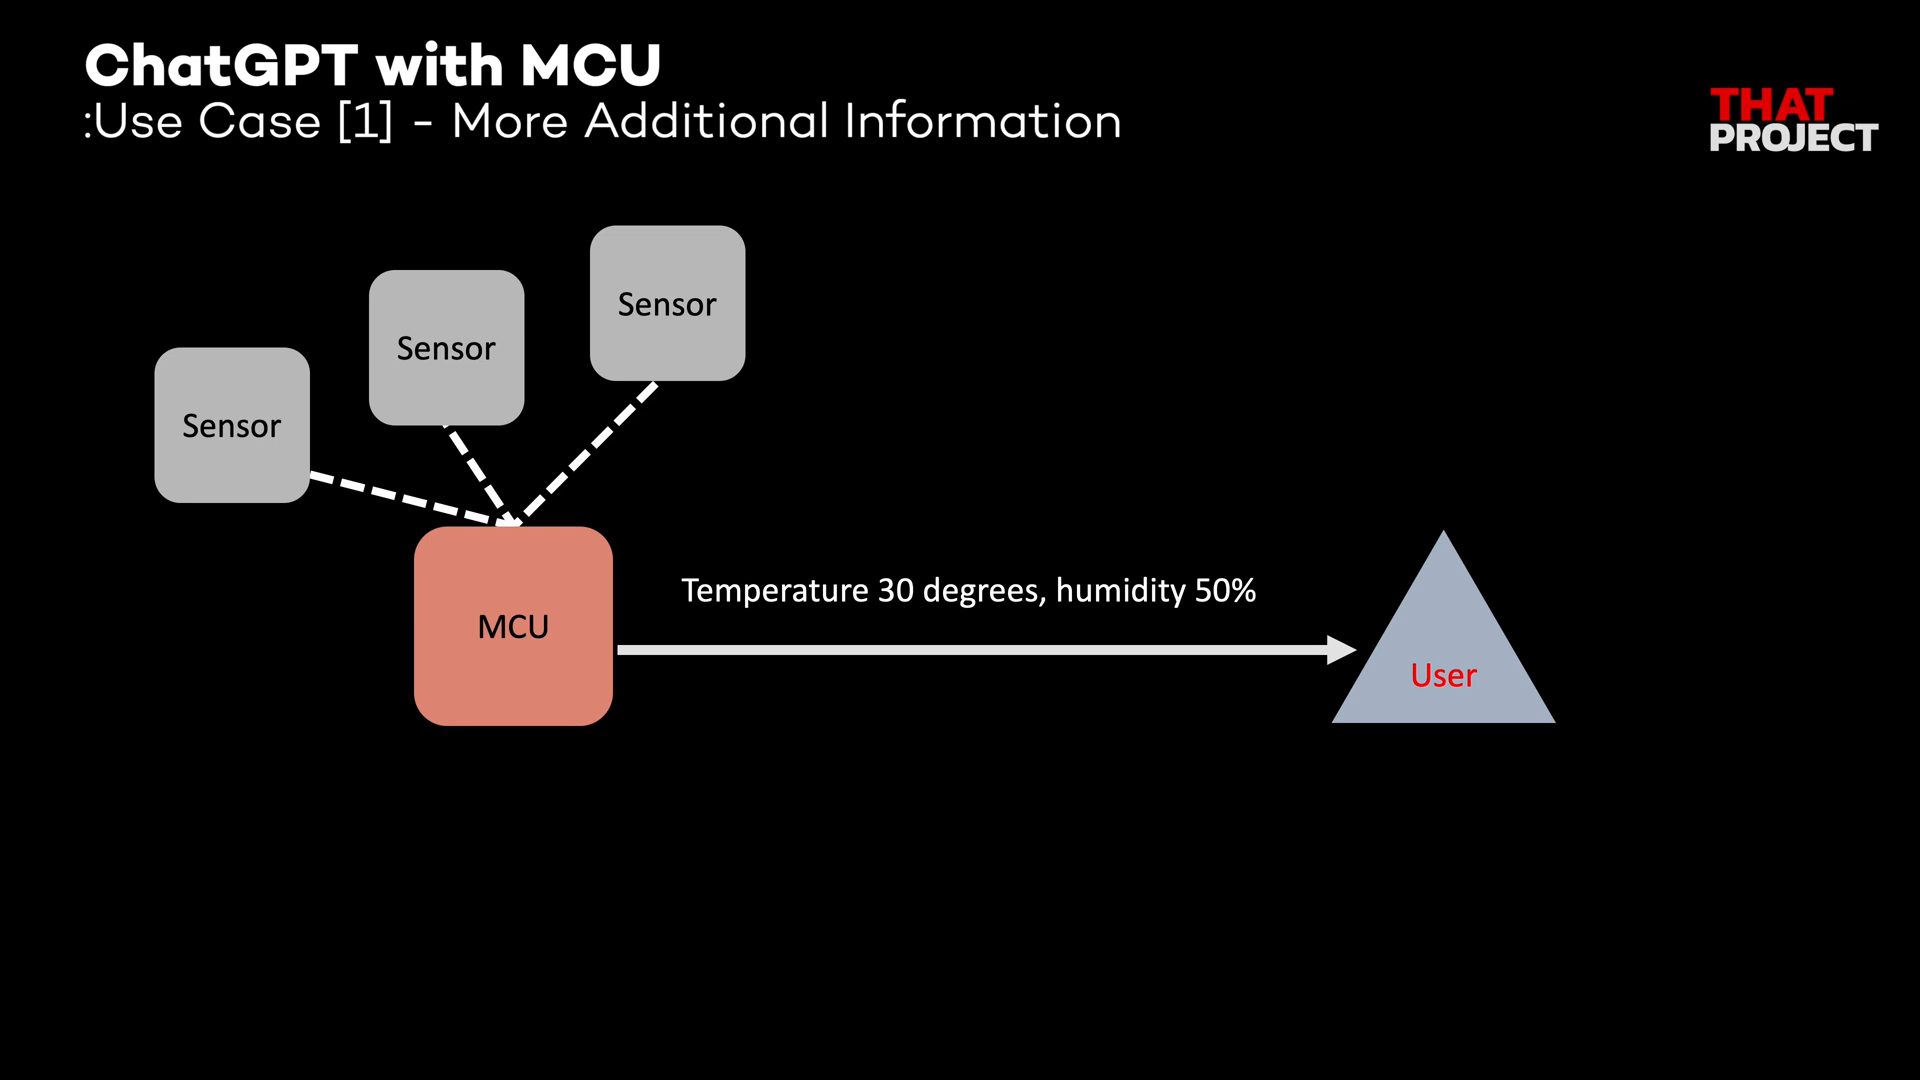 ChatGPT with MCU
:Use Case [1] - More Additional Information
THAT
PROJECT
Sensor
Sensor
Sensor
MCU
Temperature 30 degrees, humidity 50%
User